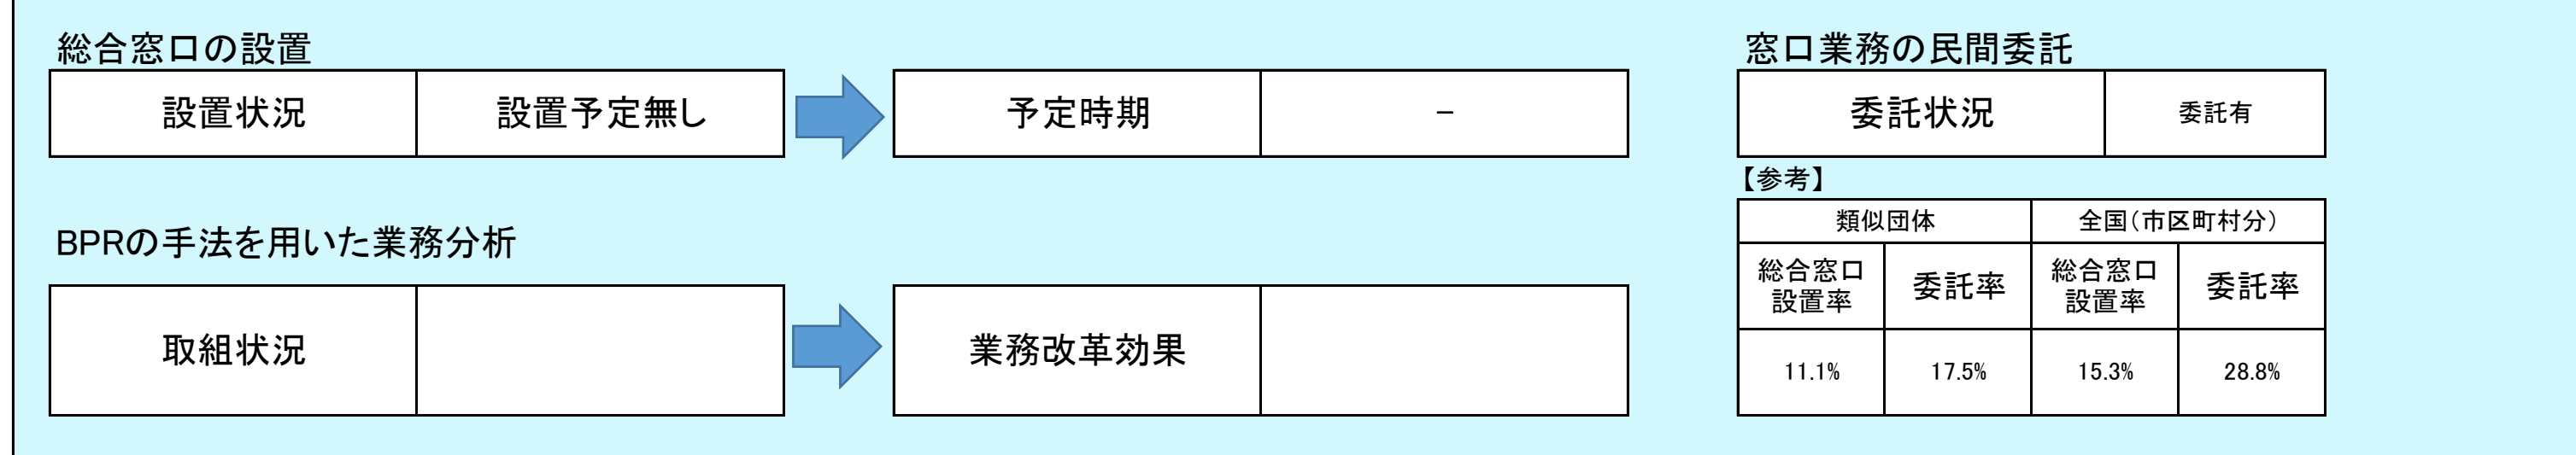 総合窓口の設置
設置状況
設置予定無し
予定時期
－
BPRの手法を用いた業務分析
取組状況
業務改革効果
窓口業務の民間委託
委託状況
委託有
【参考】
類似団体
全国（市区町村分）
総合窓口
設置率
委託率
総合窓口
設置率
委託率
11.1%
17.5%
15.3%
28.8%